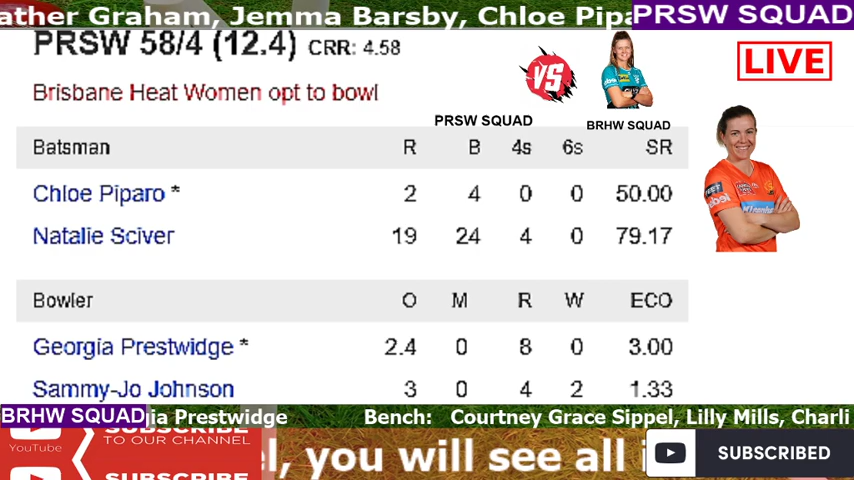 ather Graham, Jemma Barsby, Chloe Pipa
PRSW SQUAD
PRSW 58/4 (12.4) CRR: 4.58
VS
LIVE
Brisbane Heat Women opt to bowl
PRSW SQUAD
BRHW SQUAD
Batsman R B 4s 6s SR
Chloe Piparo * 2 4 0 0 50.00
Natalie Sciver 19 24 4 0 79.17
Bowler O M R W ECO
Georgia Prestwidge * 2.4 0 8 0 3.00
Sammy-Jo Johnson 3 0 4 2 1.33
BRHW SQUAD gia Prestwidge Bench: Courtney Grace Sippel, Lilly Mills, Charli
YouTube
SUBSCRIBE
TO OUR CHANNEL
SUBSCRIBE
el, you will see all i
SUBSCRIBED